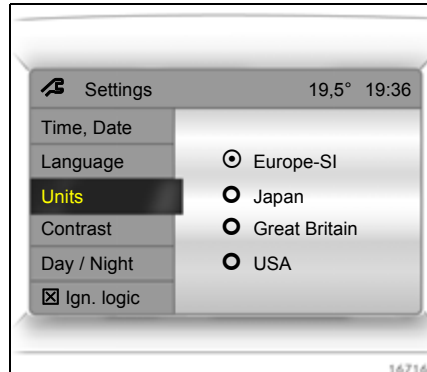 Settings 19,5° 19:36
Time, Date
Language
Units
Contrast
Day / Night
Ign. logic
Europe-SI
Japan
Great Britain
USA
16716